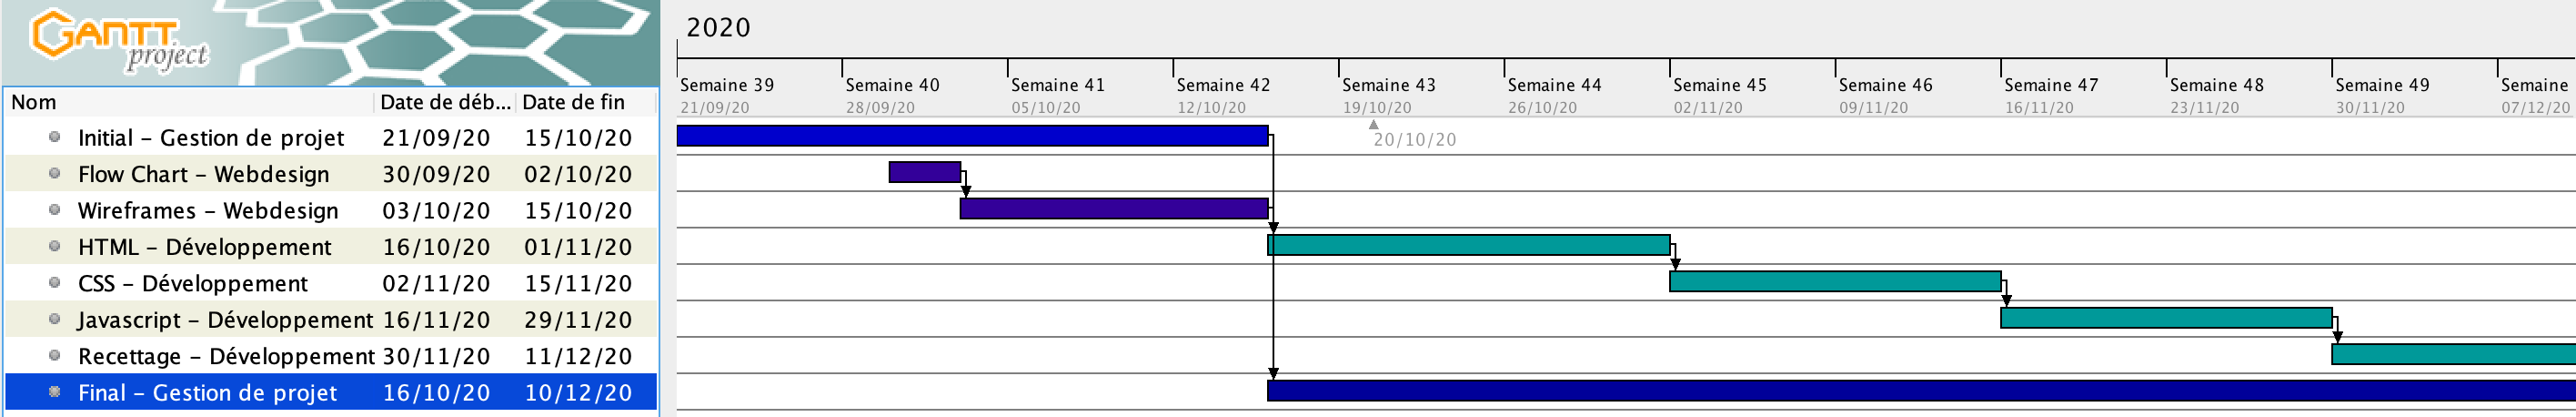 GANTT
project
2020
Semaine 39 Semaine 40 Semaine 41 Semaine 42 Semaine 43 Semaine 44 Semaine 45 Semaine 46 Semaine 47 Semaine 48 Semaine 49 Semaine
21/09/20 28/09/20 05/10/20 12/10/20 19/10/20 26/10/20 02/11/20 09/11/20 16/11/20 23/11/20 30/11/20 07/12/20
20/10/20
Nom Date de déb... Date de fin
Initial – Gestion de projet 21/09/20 15/10/20
Flow Chart – Webdesign 30/09/20 02/10/20
Wireframes – Webdesign 03/10/20 15/10/20
HTML – Développement 16/10/20 01/11/20
CSS – Développement 02/11/20 15/11/20
Javascript – Développement 16/11/20 29/11/20
Recettage – Développement 30/11/20 11/12/20
Final – Gestion de projet 16/10/20 10/12/20